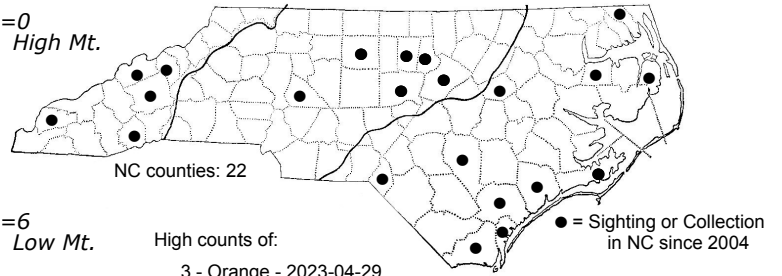 =0
High Mt.
NC counties: 22
=6
Low Mt.
High counts of:
3 - Orange - 2023-04-29
● = Sighting or Collection
in NC since 2004